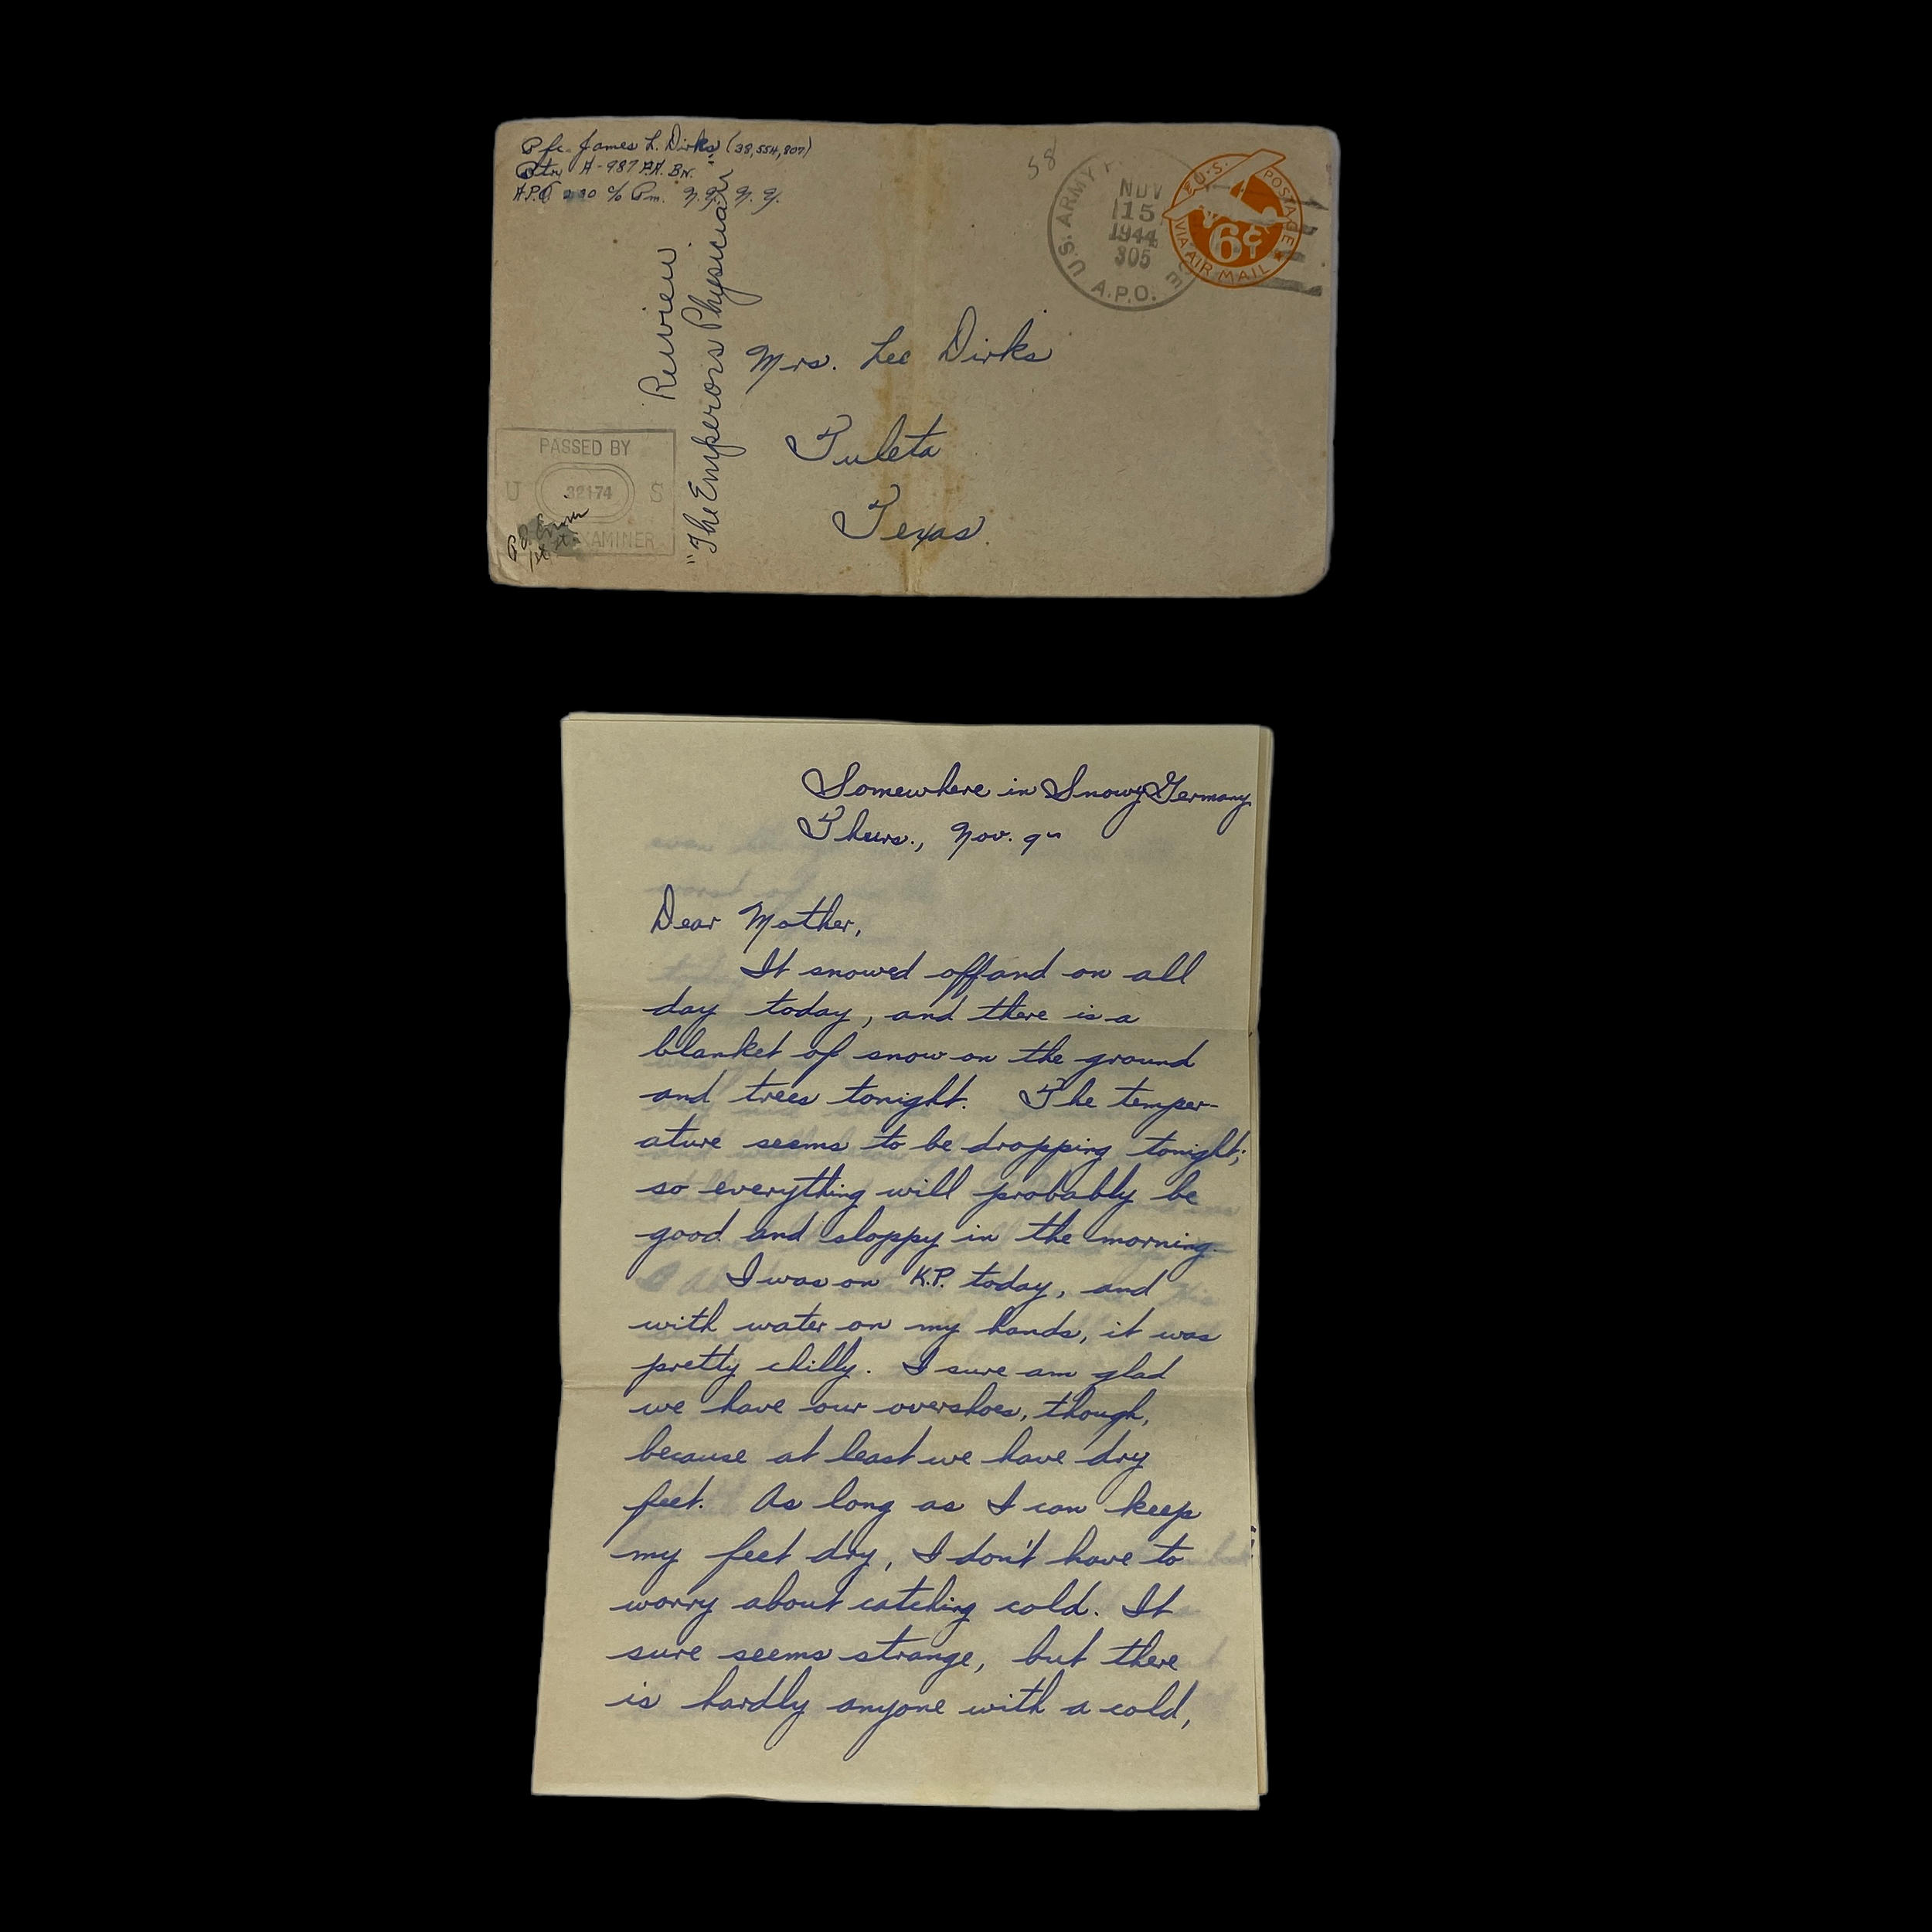 Pfc. James L. Dirks (38,554,807)
Btry A-987 F.A. Bn.
A.P.O. 230 c/o Pm. N.Y. N.Y.
58
U.S. ARMY
A.P.O.
NOV
15
1944
305
U.S. POSTAGE
6¢
VIA AIR MAIL
Review
"The Emperor's Physician"
Mrs. Lee Dirks
Tuleta
Texas.
PASSED BY
U 32174 S
EXAMINER
Somewhere in Snowy Germany
Thurs., Nov. 9th
Dear Mother,
It snowed off and on all
day today, and there is a
blanket of snow on the ground
and trees tonight. The temper-
ature seems to be dropping tonight;
so everything will probably be
good and sloppy in the morning.
I was on K.P. today, and
with water on my hands, it was
pretty chilly. I sure am glad
we have our overshoes, though,
because at least we have dry
feet. As long as I can keep
my feet dry, I don't have to
worry about catching cold. It
sure seems strange, but there
is hardly anyone with a cold,